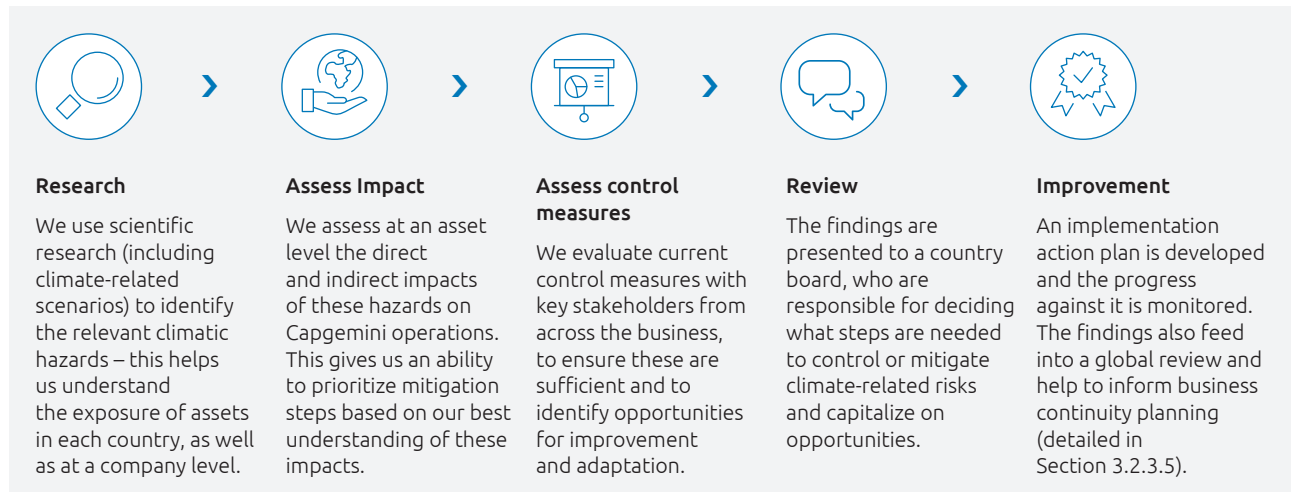 Research
We use scientific
research (including
climate-related
scenarios) to identify
the relevant climatic
hazards – this helps
us understand
the exposure of assets
in each country, as well
as at a company level.
Assess Impact
We assess at an asset
level the direct
and indirect impacts
of these hazards on
Capgemini operations.
This gives us an ability
to prioritize mitigation
steps based on our best
understanding of these
impacts.
Assess control
measures
We evaluate current
control measures with
key stakeholders from
across the business,
to ensure these are
sufficient and to
identify opportunities
for improvement
and adaptation.
Review
The findings are
presented to a country
board, who are
responsible for deciding
what steps are needed
to control or mitigate
climate-related risks
and capitalize on
opportunities.
Improvement
An implementation
action plan is developed
and the progress
against it is monitored.
The findings also feed
into a global review and
help to inform business
continuity planning
(detailed in
Section 3.2.3.5).